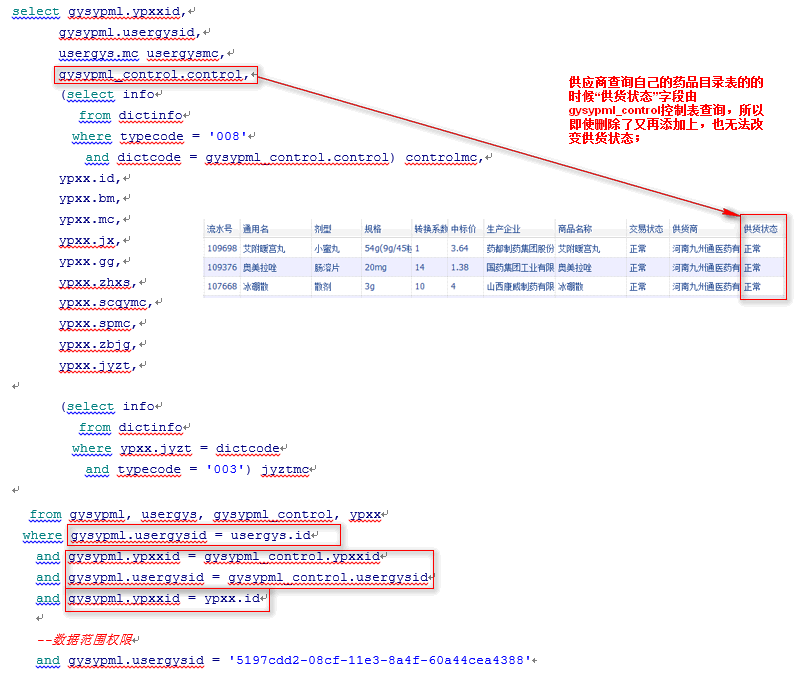 select gysypml.ypxxid,
gysypml.usergysid,
usergys.mc usergysmc,
gysypml_control.control,
(select info
from dictinfo
where typecode = '008'
and dictcode = gysypml_control.control) controlmc,
ypxx.id,
ypxx.bm,
ypxx.mc,
ypxx.jx,
ypxx.gg,
ypxx.zhxs,
ypxx.scqymc,
ypxx.spmc,
ypxx.zbjg,
ypxx.jyzt,
(select info
from dictinfo
where ypxx.jyzt = dictcode
and typecode = '003') jyztmc
from gysypml, usergys, gysypml_control, ypxx
where gysypml.usergysid = usergys.id
and gysypml.ypxxid = gysypml_control.ypxxid
and gysypml.usergysid = gysypml_control.usergysid
and gysypml.ypxxid = ypxx.id
--数据范围权限
and gysypml.usergysid = '5197cdd2-08cf-11e3-8a4f-60a44cea4388'
供应商查询自己的药品目录表的的
时候“供货状态”字段由
gysypml_control控制表查询，所以
即使删除了又再添加上，也无法改
变供货状态；
流水号 通用名 剂型 规格 转换系数 中标价 生产企业 商品名称 交易状态 供货商 供货状态
109698 艾附暖宫丸 小蜜丸 54g(9g/45粒 1 3.64 药都制药集团股份 艾附暖宫丸 正常 河南九州通医药有 正常
109376 奥美拉唑 肠溶片 20mg 14 1.38 国药集团工业有限 奥美拉唑 正常 河南九州通医药有 正常
107668 冰硼散 散剂 3g 10 4 山西康威制药有限 冰硼散 正常 河南九州通医药有 正常